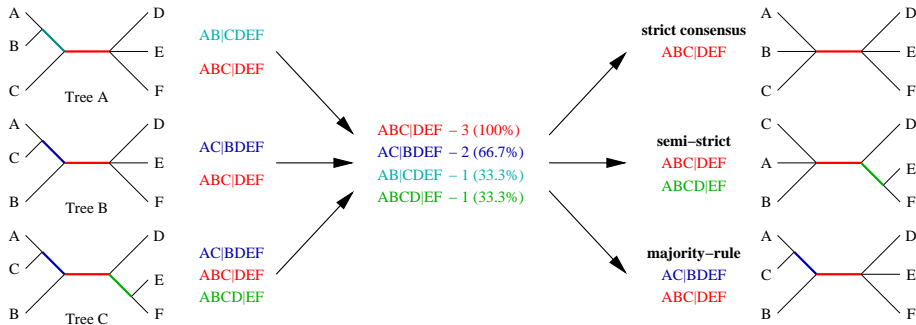 A
B
C
D
E
F
Tree A
AB|CDEF
ABC|DEF
A
C
B
D
E
F
Tree B
AC|BDEF
ABC|DEF
A
C
B
D
E
F
Tree C
AC|BDEF
ABC|DEF
ABCD|EF
ABC|DEF − 3 (100%)
AC|BDEF − 2 (66.7%)
AB|CDEF − 1 (33.3%)
ABCD|EF − 1 (33.3%)
strict consensus
ABC|DEF
A
B
C
D
E
F
semi−strict
ABC|DEF
ABCD|EF
C
A
B
D
E
F
majority−rule
AC|BDEF
ABC|DEF
A
C
B
D
E
F